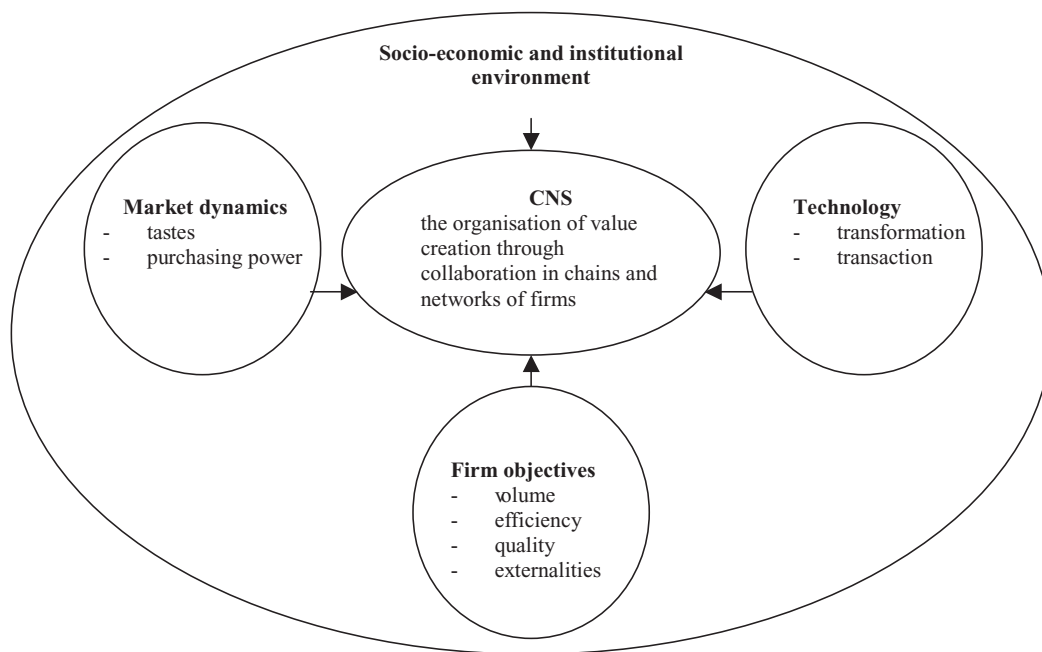 Socio-economic and institutional
environment
CNS
the organisation of value
creation through
collaboration in chains and
networks of firms
Market dynamics
- tastes
- purchasing power
Technology
- transformation
- transaction
Firm objectives
- volume
- efficiency
- quality
- externalities